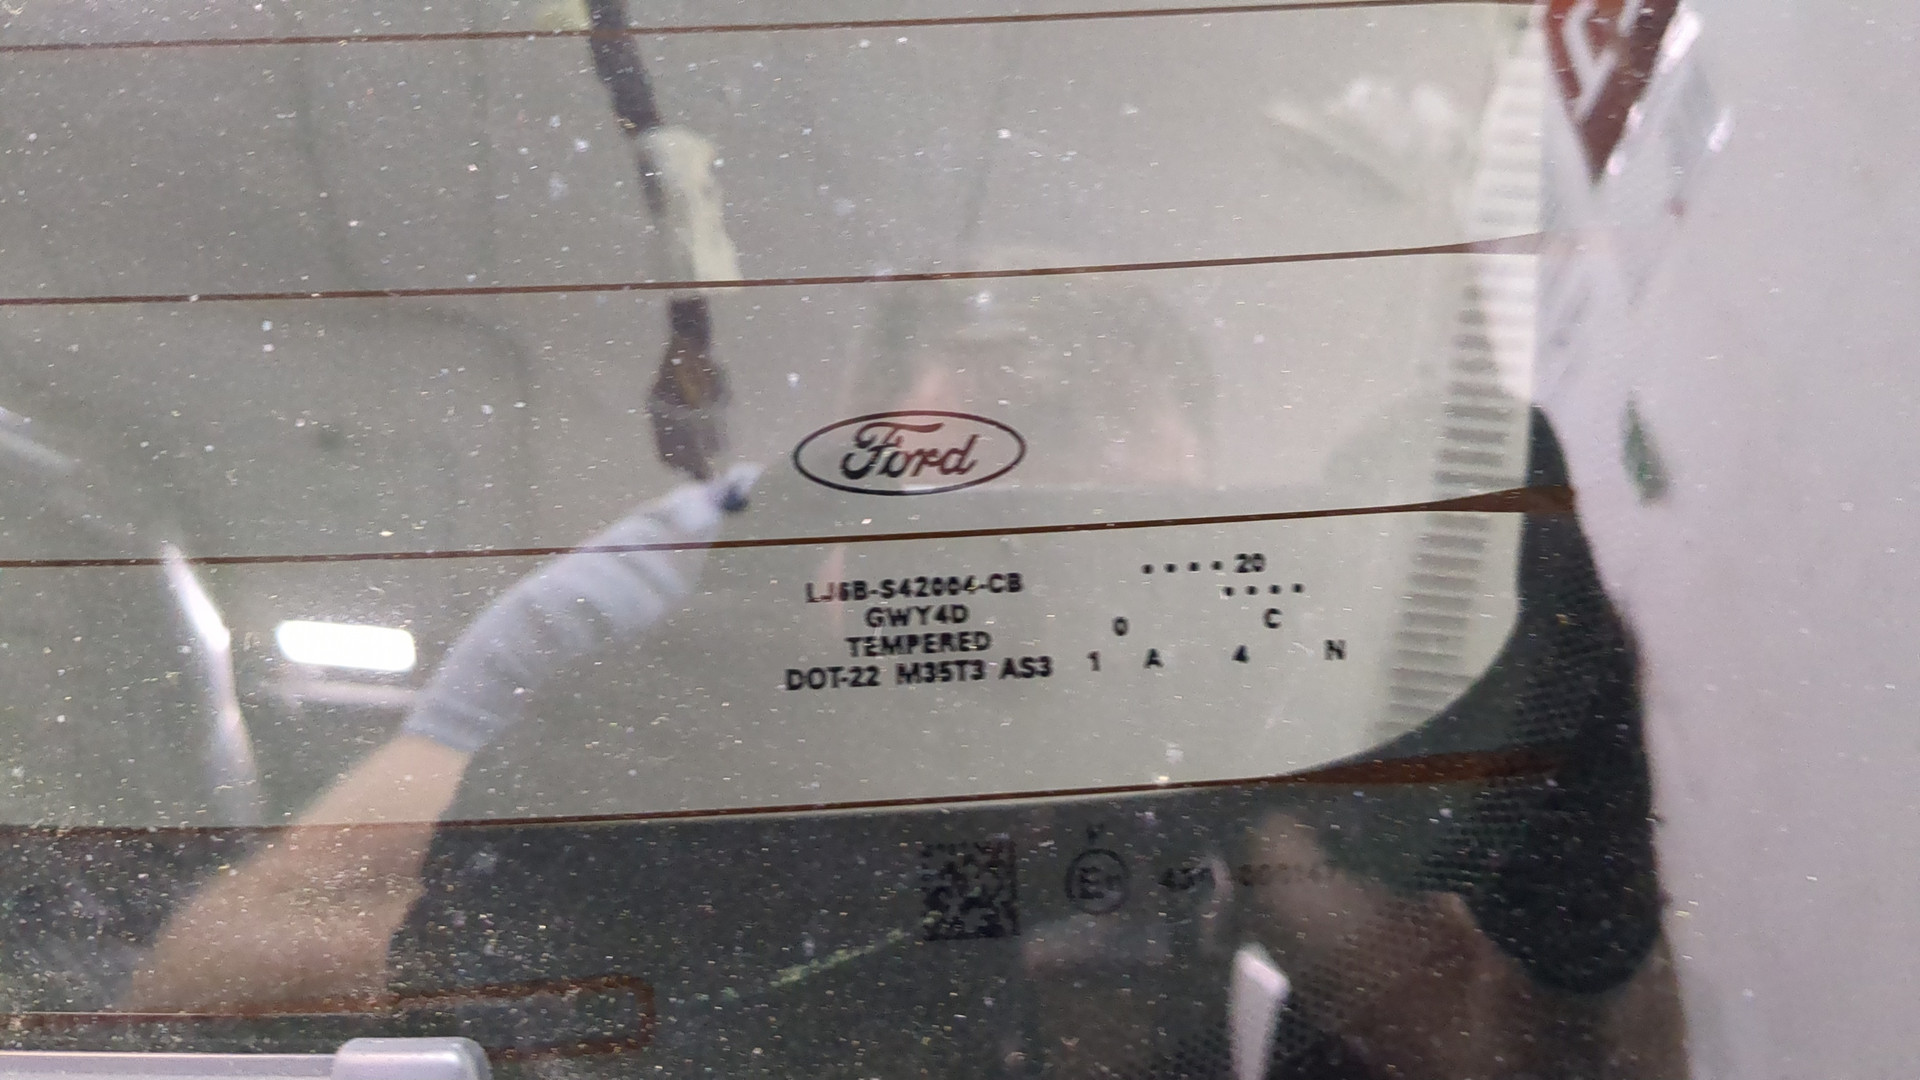 Ford
LJ6B-S42004-CB
GWY4D
TEMPERED
DOT-22 M35T3 AS3
••••20
••••
0 C
1 A 4 N